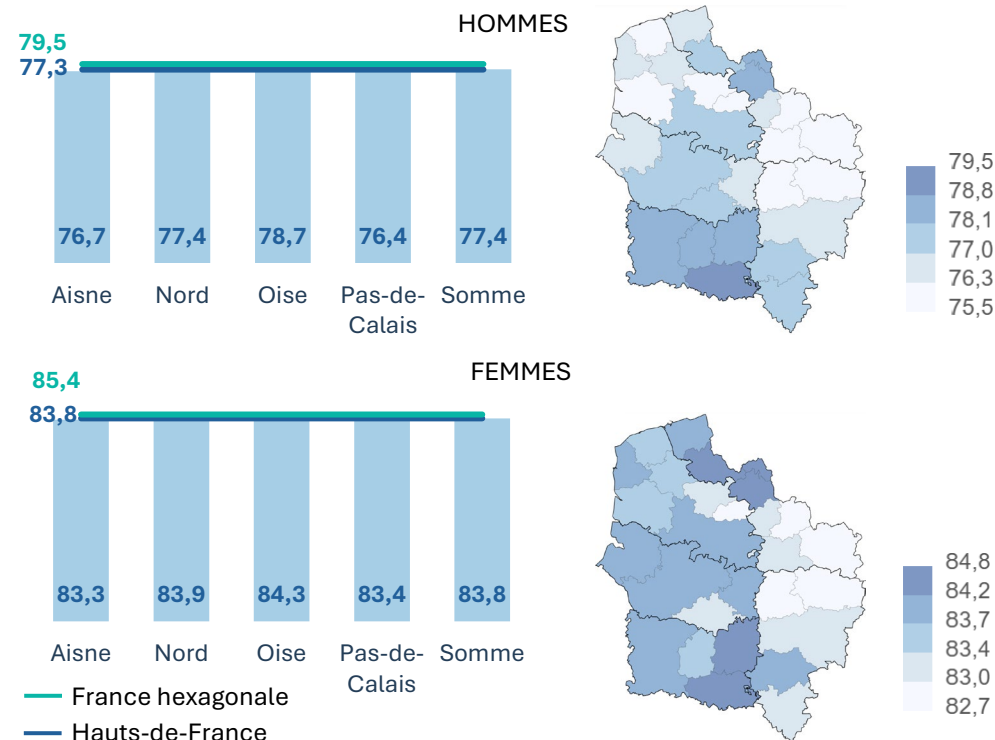 HOMMES
79,5
77,3
76,7 77,4 78,7 76,4 77,4
Aisne Nord Oise Pas-de- Somme
Calais
79,5
78,8
78,1
77,0
76,3
75,5
FEMMES
85,4
83,8
83,3 83,9 84,3 83,4 83,8
Aisne Nord Oise Pas-de- Somme
Calais
France hexagonale
Hauts-de-France
84,8
84,2
83,7
83,4
83,0
82,7